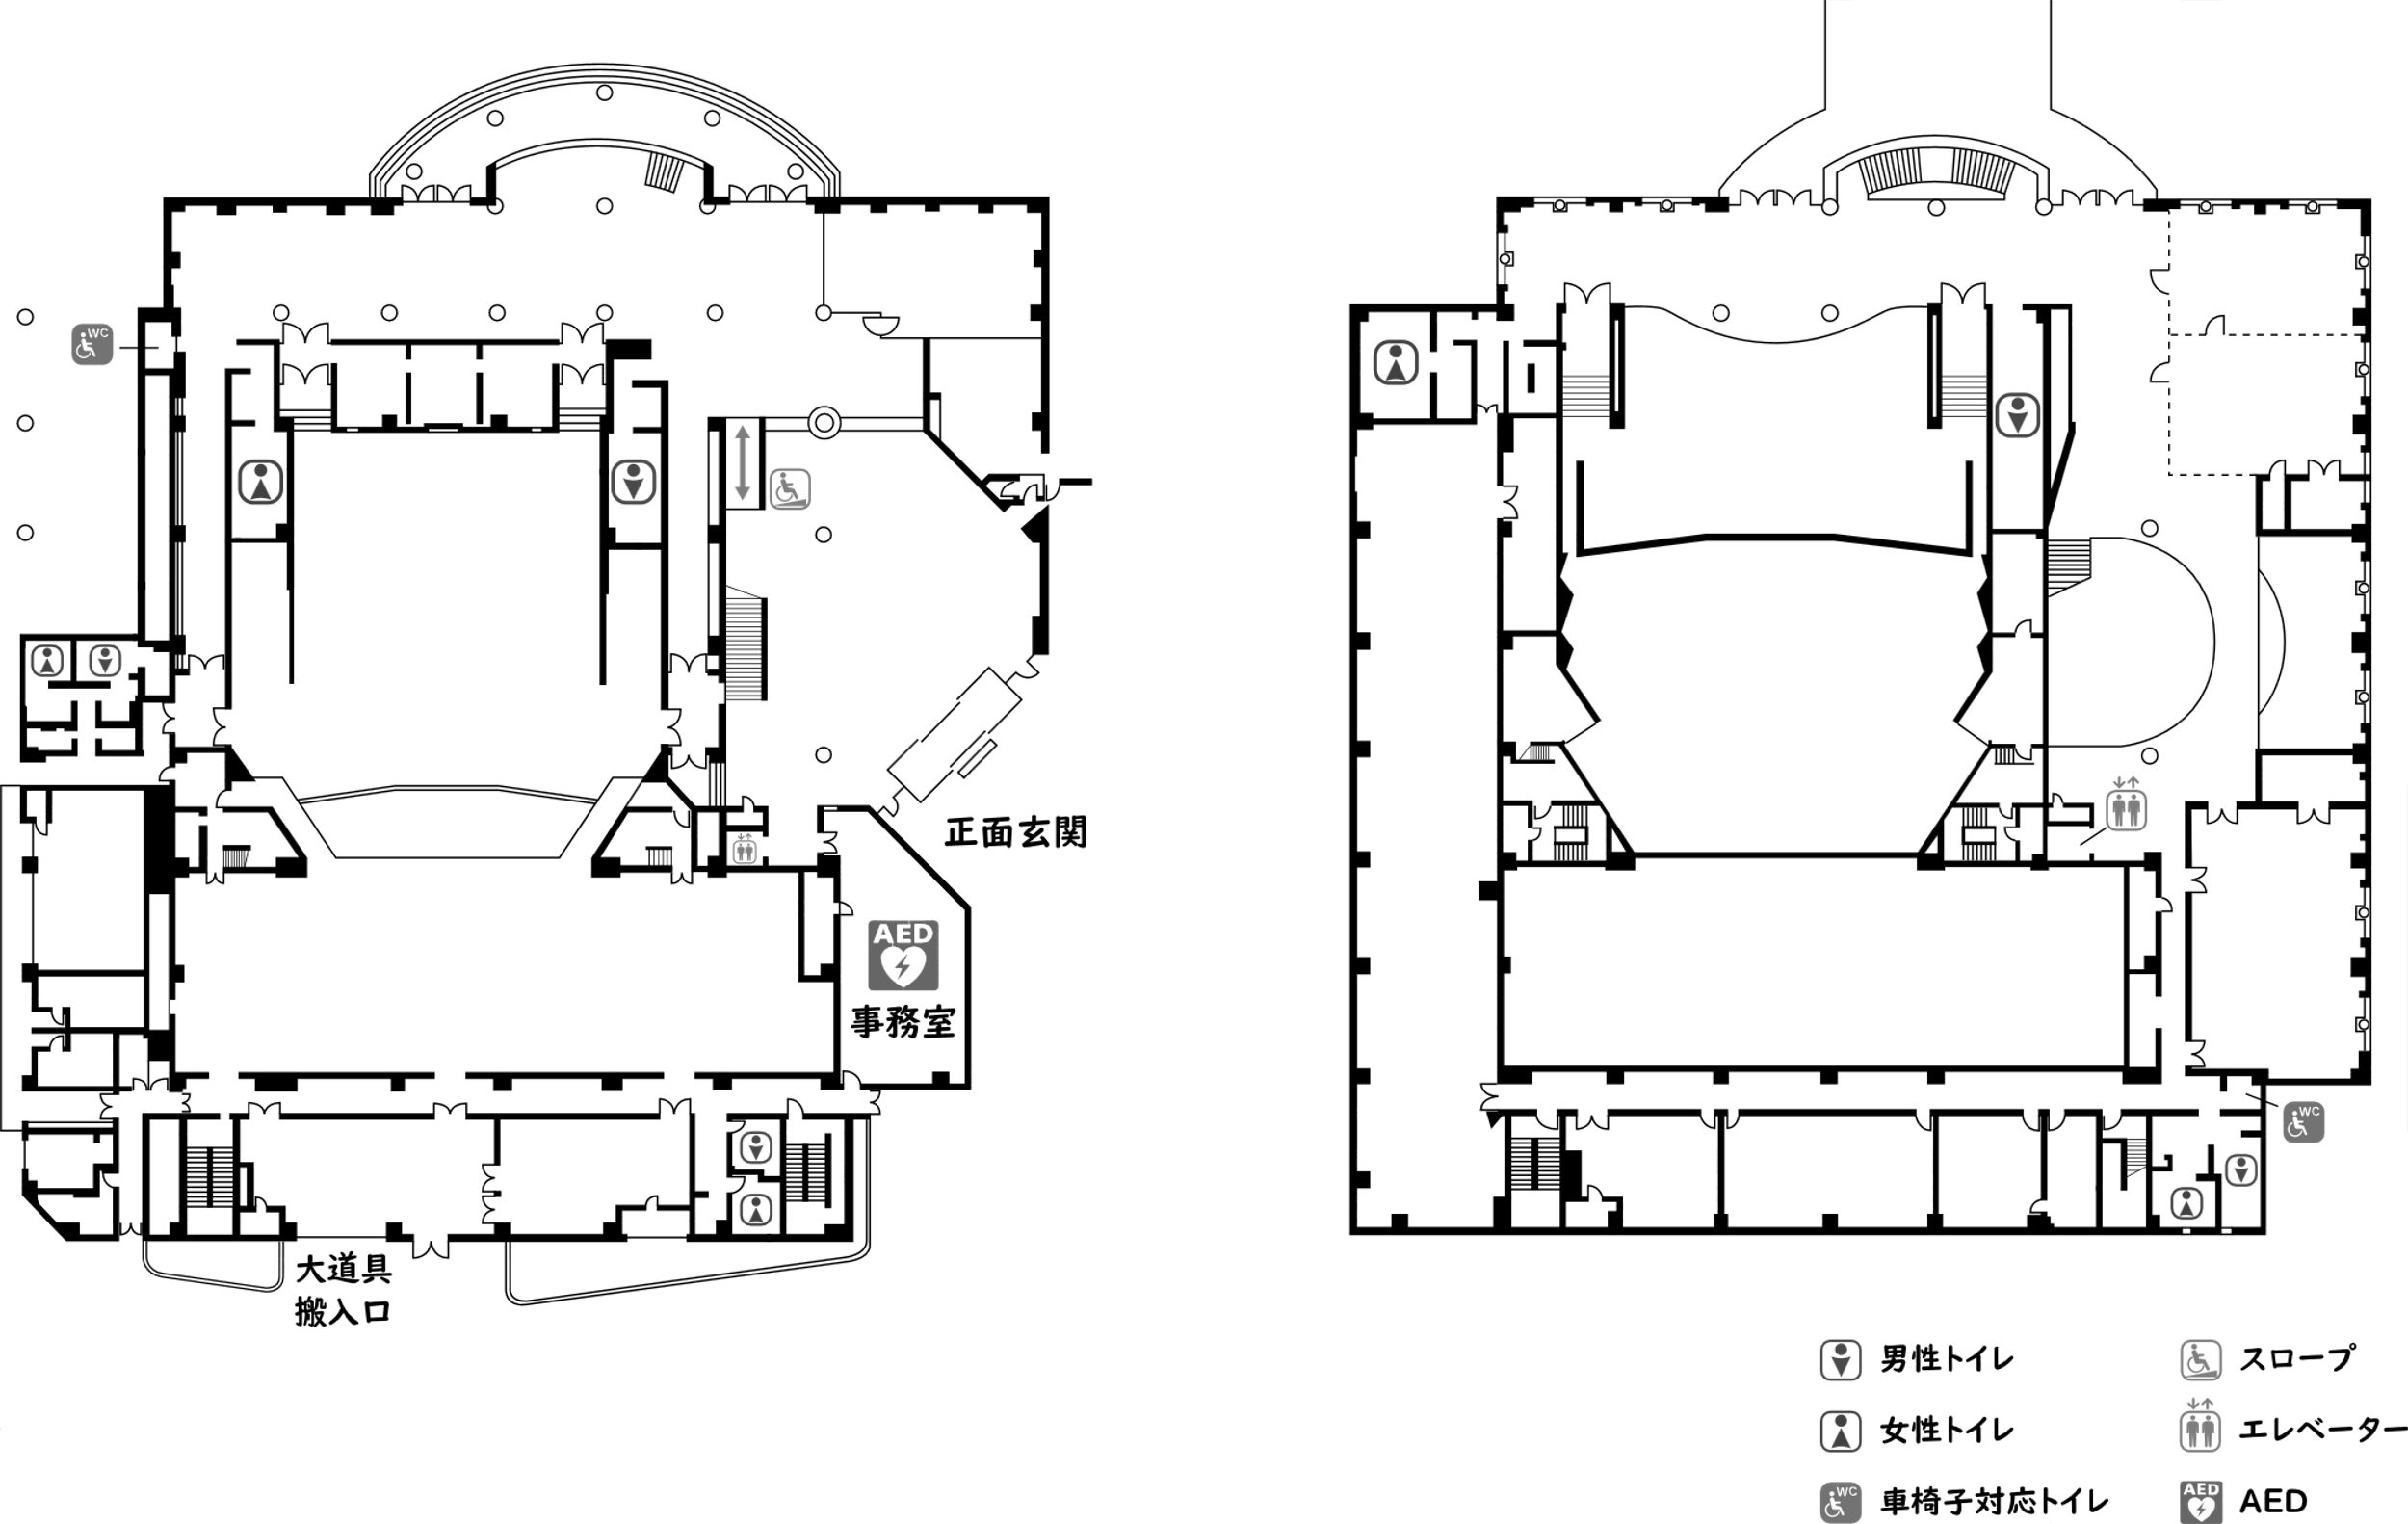 WC
正面玄関
AED
事務室
WC
大道具
搬入口
男性トイレ
スロープ
女性トイレ
エレベーター
WC
車椅子対応トイレ
AED
AED